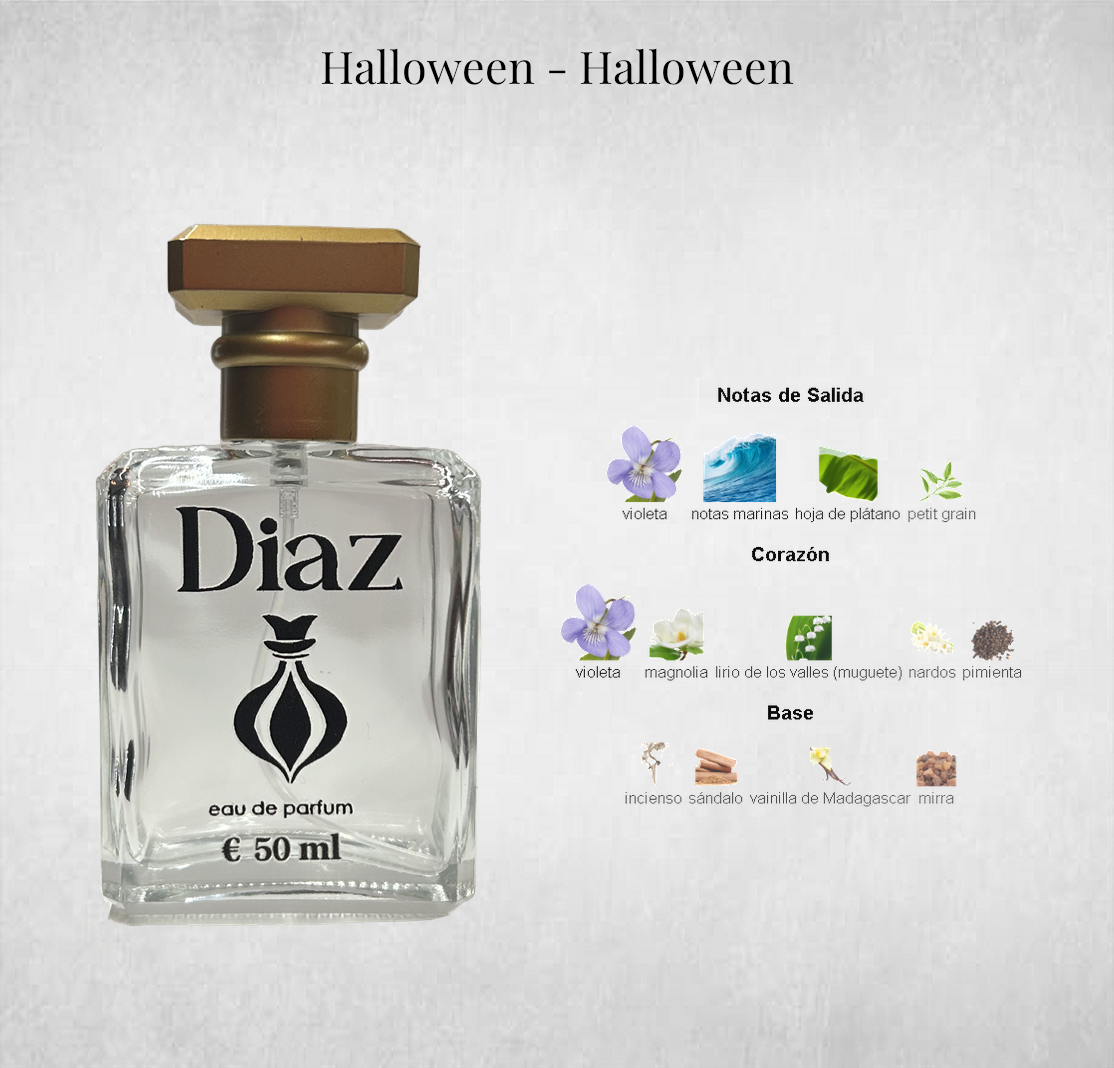 Halloween - Halloween
Diaz
eau de parfum
€ 50 ml
Notas de Salida
violeta notas marinas hoja de plátano petit grain
Corazón
violeta magnolia lirio de los valles (muguete) nardos pimienta
Base
incienso sándalo vainilla de Madagascar mirra